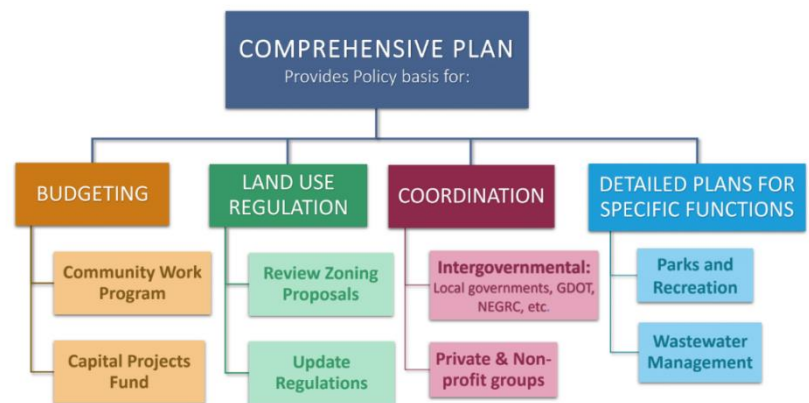 COMPREHENSIVE PLAN
Provides Policy basis for:
BUDGETING
Community Work
Program
Capital Projects
Fund
LAND USE
REGULATION
Review Zoning
Proposals
Update
Regulations
COORDINATION
Intergovernmental:
Local governments, GDOT,
NEGRC, etc.
Private & Non-
profit groups
DETAILED PLANS FOR
SPECIFIC FUNCTIONS
Parks and
Recreation
Wastewater
Management